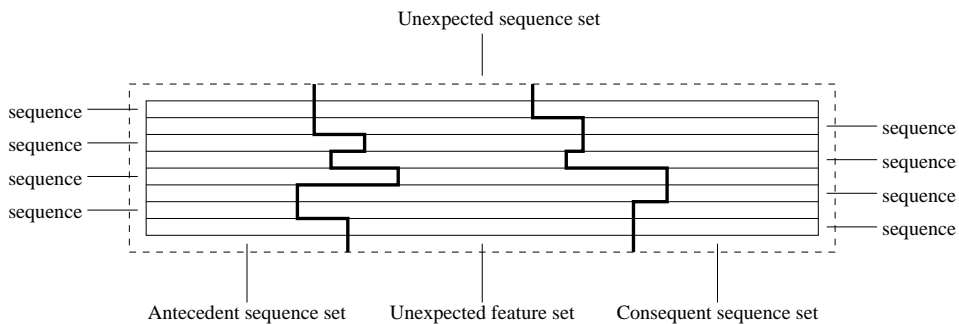 Unexpected sequence set
sequence
sequence
sequence
sequence
sequence
sequence
sequence
sequence
Antecedent sequence set
Unexpected feature set
Consequent sequence set